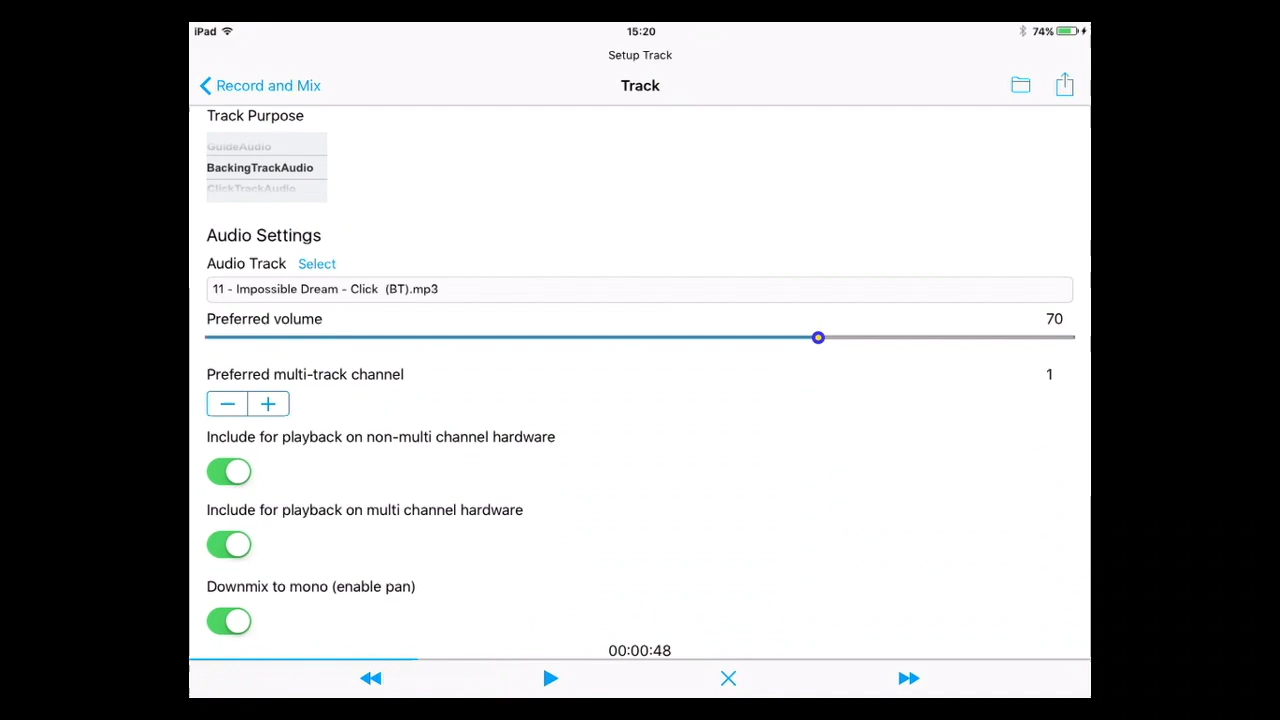 iPad 15:20 74%
Setup Track
Record and Mix Track
Track Purpose
GuideAudio
BackingTrackAudio
ClickTrackAudio
Audio Settings
Audio Track Select
11 - Impossible Dream - Click (BT).mp3
Preferred volume 70
Preferred multi-track channel 1
Include for playback on non-multi channel hardware
Include for playback on multi channel hardware
Downmix to mono (enable pan)
00:00:48